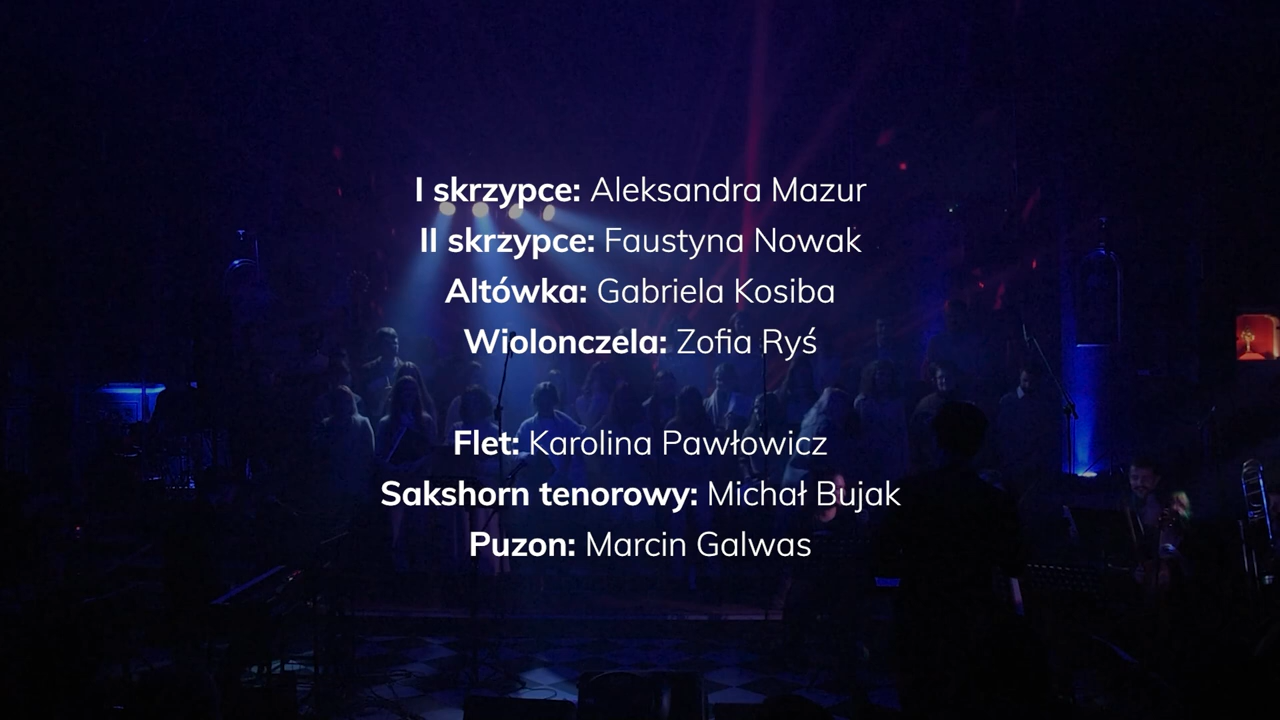 I skrzypce: Aleksandra Mazur
II skrzypce: Faustyna Nowak
Altówka: Gabriela Kosiba
Wiolonczela: Zofia Ryś
Flet: Karolina Pawłowicz
Sakshorn tenorowy: Michał Bujak
Puzon: Marcin Galwas